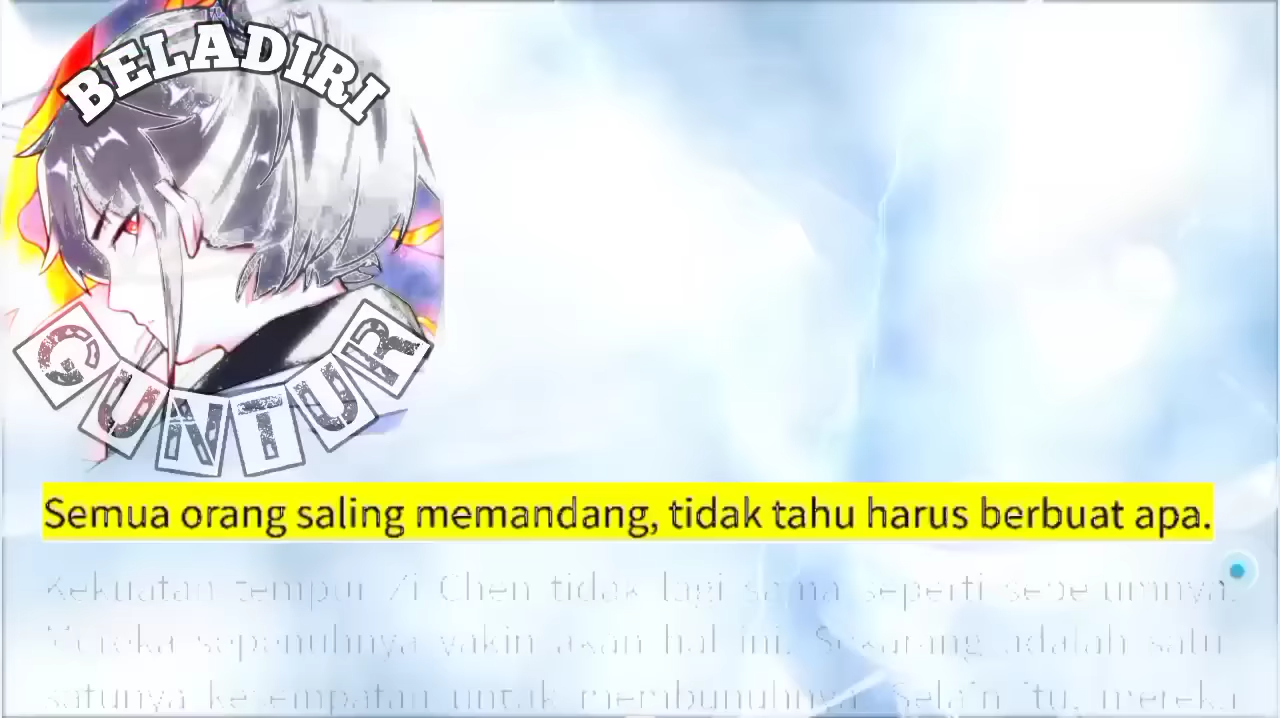 BELADIRI
GUNTUR
Semua orang saling memandang, tidak tahu harus berbuat apa.
Kekuatan tempur Zi Chen tidak lagi sama seperti sebelumnya.
Mereka sepenuhnya yakin akan hal ini. Sekarang adalah satu
satunya kesempatan untuk membunuhnya. Selain itu, mereka